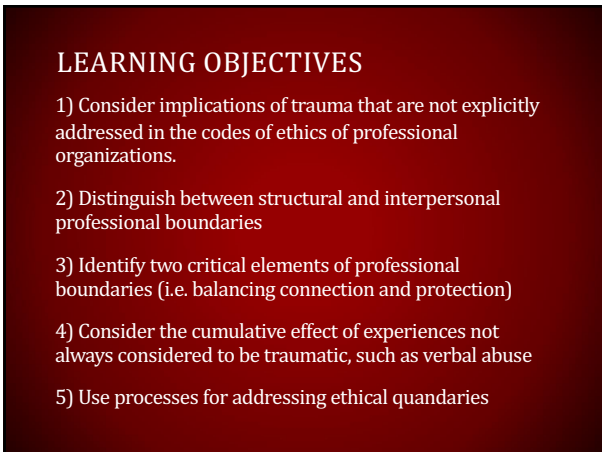 LEARNING OBJECTIVES
1) Consider implications of trauma that are not explicitly
addressed in the codes of ethics of professional
organizations.
2) Distinguish between structural and interpersonal
professional boundaries
3) Identify two critical elements of professional
boundaries (i.e. balancing connection and protection)
4) Consider the cumulative effect of experiences not
always considered to be traumatic, such as verbal abuse
5) Use processes for addressing ethical quandaries